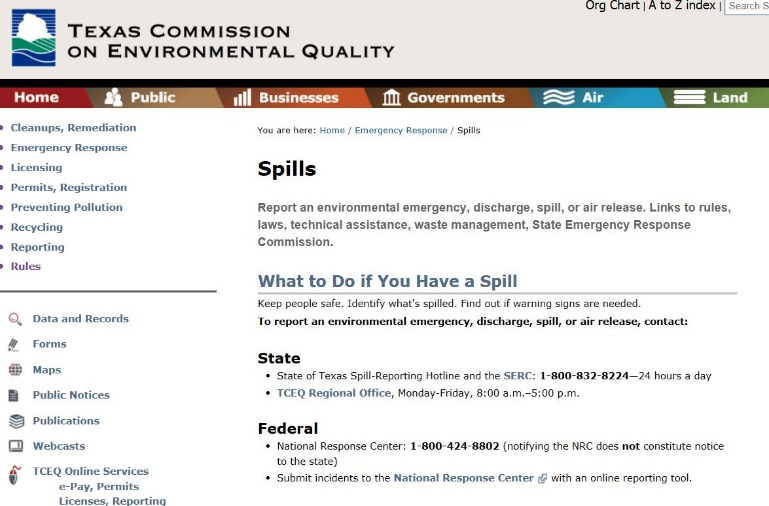 Org Chart | A to Z index | Search S
TEXAS COMMISSION
ON ENVIRONMENTAL QUALITY
Home Public Businesses Governments Air Land
Cleanups, Remediation
Emergency Response
Licensing
Permits, Registration
Preventing Pollution
Recycling
Reporting
Rules
Data and Records
Forms
Maps
Public Notices
Publications
Webcasts
TCEQ Online Services
e-Pay, Permits
Licenses, Reporting
You are here: Home / Emergency Response / Spills
Spills
Report an environmental emergency, discharge, spill, or air release. Links to rules,
laws, technical assistance, waste management, State Emergency Response
Commission.
What to Do if You Have a Spill
Keep people safe. Identify what's spilled. Find out if warning signs are needed.
To report an environmental emergency, discharge, spill, or air release, contact:
State
• State of Texas Spill-Reporting Hotline and the SERC: 1-800-832-8224—24 hours a day
• TCEQ Regional Office, Monday-Friday, 8:00 a.m.–5:00 p.m.
Federal
• National Response Center: 1-800-424-8802 (notifying the NRC does not constitute notice
to the state)
• Submit incidents to the National Response Center with an online reporting tool.